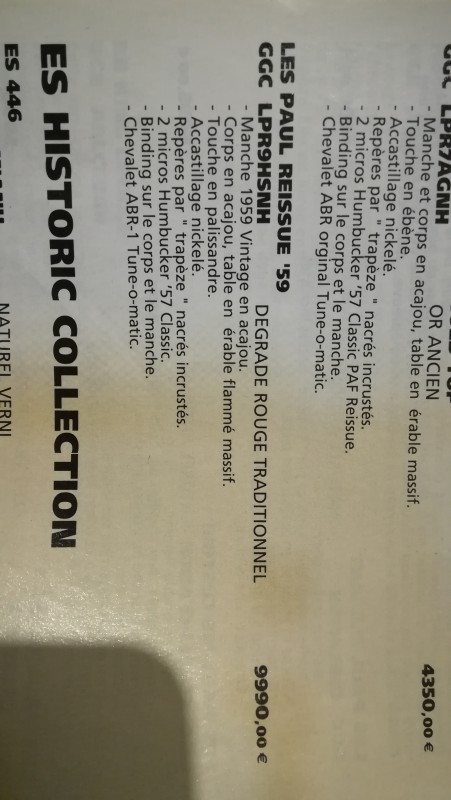 GGC LPR7AGNH OR ANCIEN 4350,00 €
- Manche et corps en acajou, table en érable massif.
- Touche en ébène.
- Accastillage nickelé.
- Repères par " trapèze " nacrés incrustés.
- 2 micros Humbucker '57 Classic PAF Reissue.
- Binding sur le corps et le manche.
- Chevalet ABR orginal Tune-o-matic.
LES PAUL REISSUE '59
GGC LPR9HSNH DEGRADE ROUGE TRADITIONNEL 9990,00 €
- Manche 1959 Vintage en acajou.
- Corps en acajou, table en érable flammé massif.
- Touche en palissandre.
- Accastillage nickelé.
- Repères par " trapèze " nacrés incrustés.
- 2 micros Humbucker '57 Classic.
- Binding sur le corps et le manche.
- Chevalet ABR-1 Tune-o-matic.
ES HISTORIC COLLECTION
ES 446
NATUREL VERNI